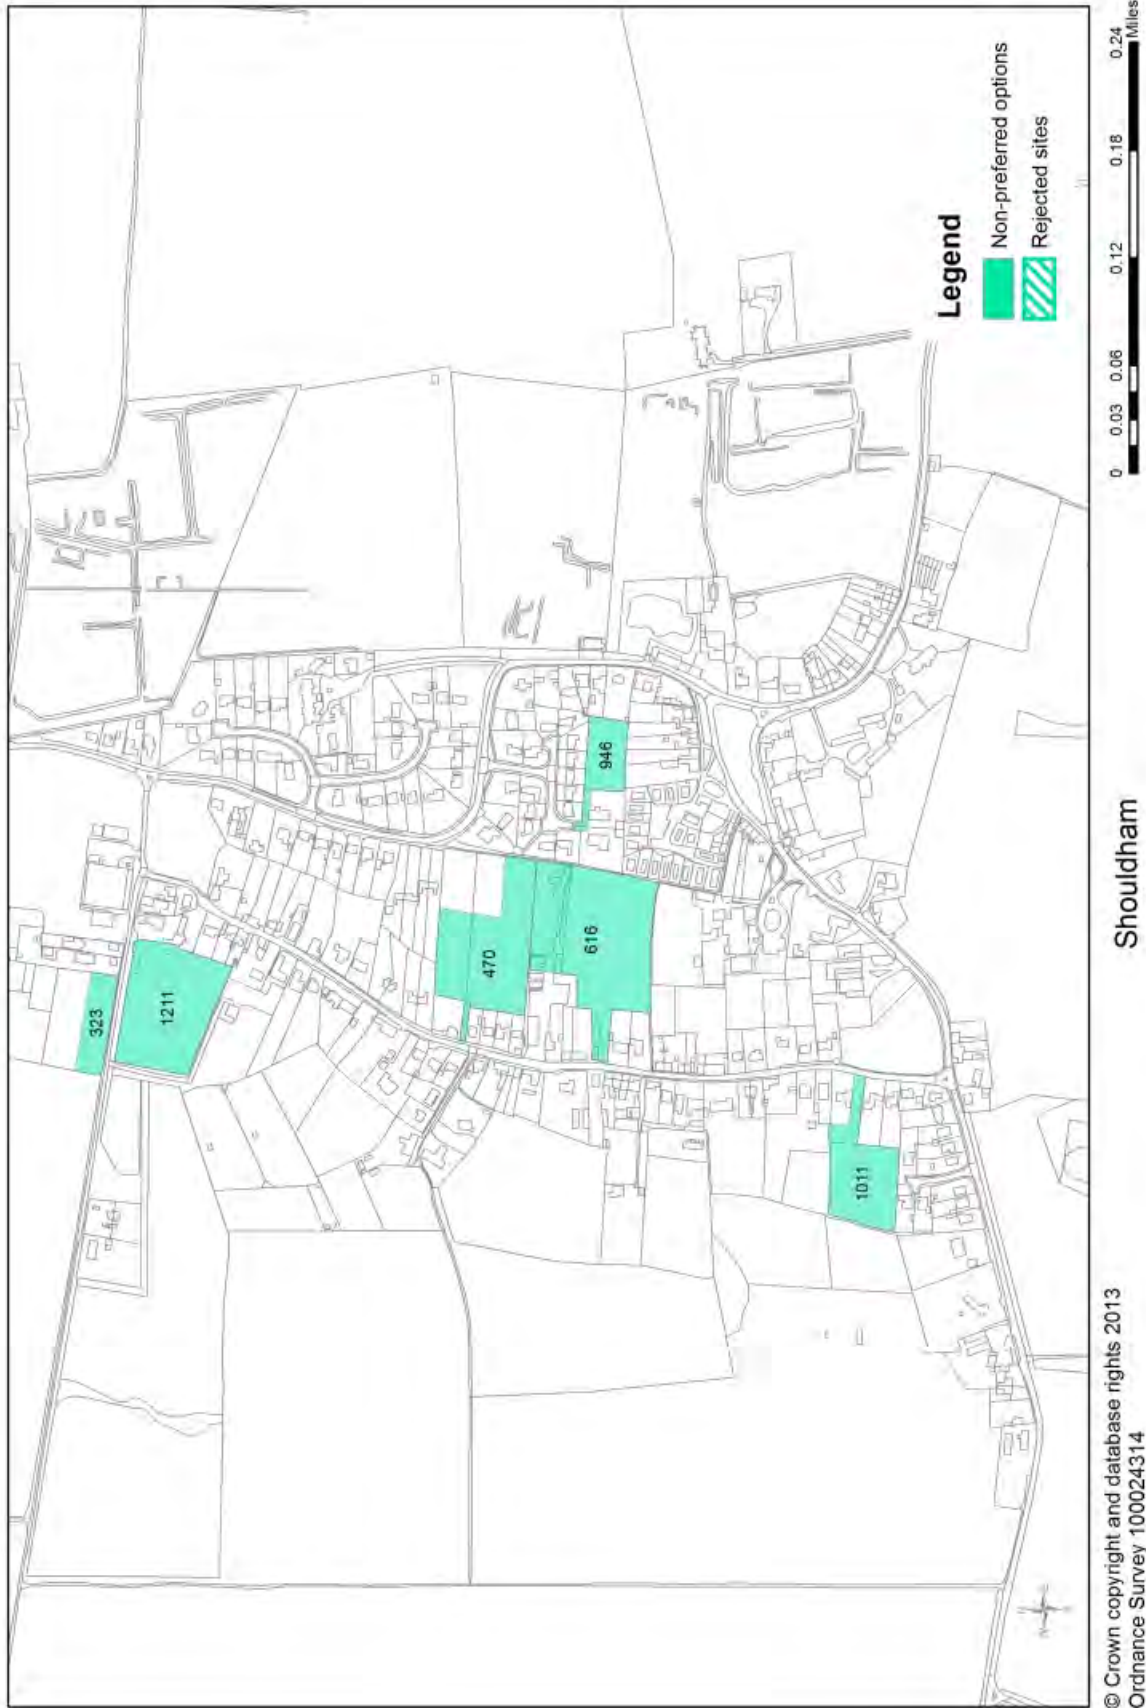 323
1211
470
616
946
1011
Legend
Non-preferred options
Rejected sites
Shouldham
© Crown copyright and database rights 2013
Ordnance Survey 100024314
0 0.03 0.06 0.12 0.18 0.24
Miles